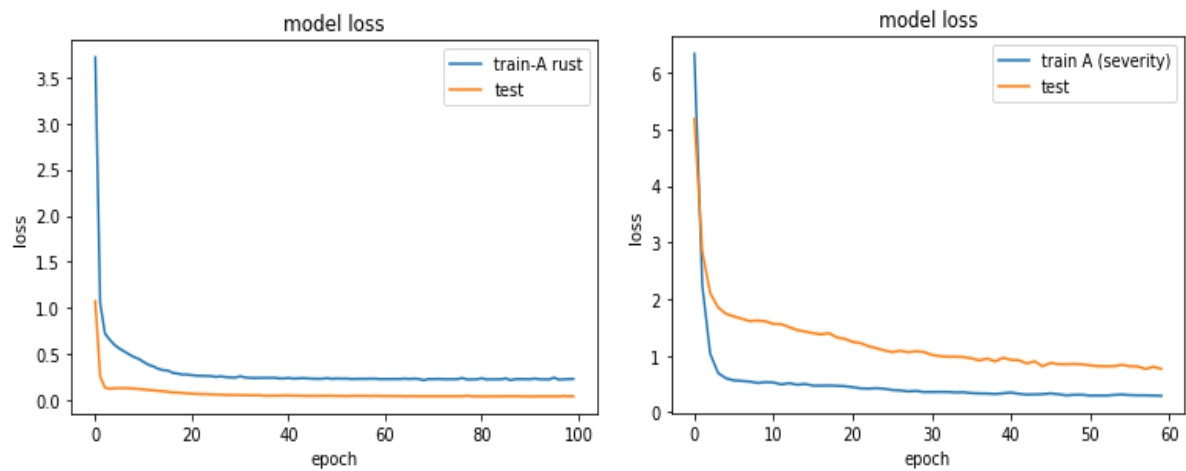 model loss
train-A rust
test
3.5
3.0
2.5
2.0
1.5
1.0
0.5
0.0
loss
0 20 40 60 80 100
epoch
model loss
train A (severity)
test
6
5
4
3
2
1
0
loss
0 10 20 30 40 50 60
epoch